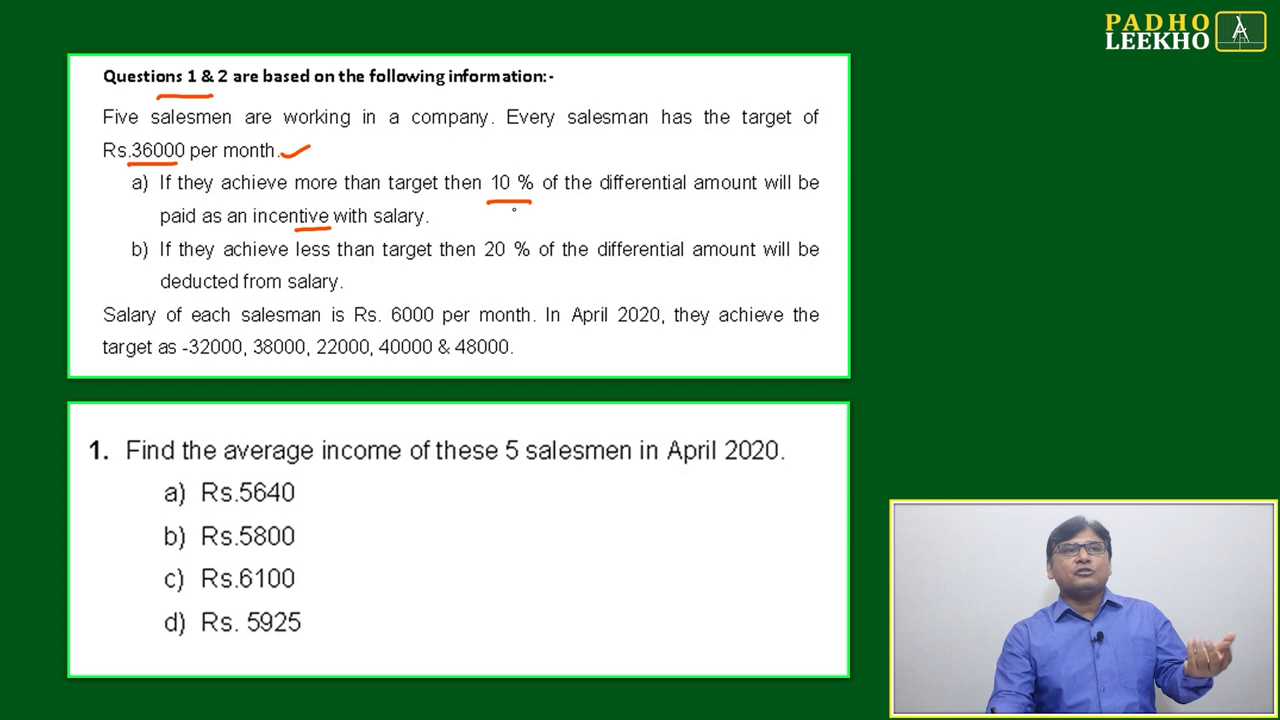 PADHO
LEEKHO
Questions 1 & 2 are based on the following information:-
Five salesmen are working in a company. Every salesman has the target of
Rs.36000 per month.
a) If they achieve more than target then 10 % of the differential amount will be
paid as an incentive with salary.
b) If they achieve less than target then 20 % of the differential amount will be
deducted from salary.
Salary of each salesman is Rs. 6000 per month. In April 2020, they achieve the
target as -32000, 38000, 22000, 40000 & 48000.
1. Find the average income of these 5 salesmen in April 2020.
a) Rs.5640
b) Rs.5800
c) Rs.6100
d) Rs. 5925